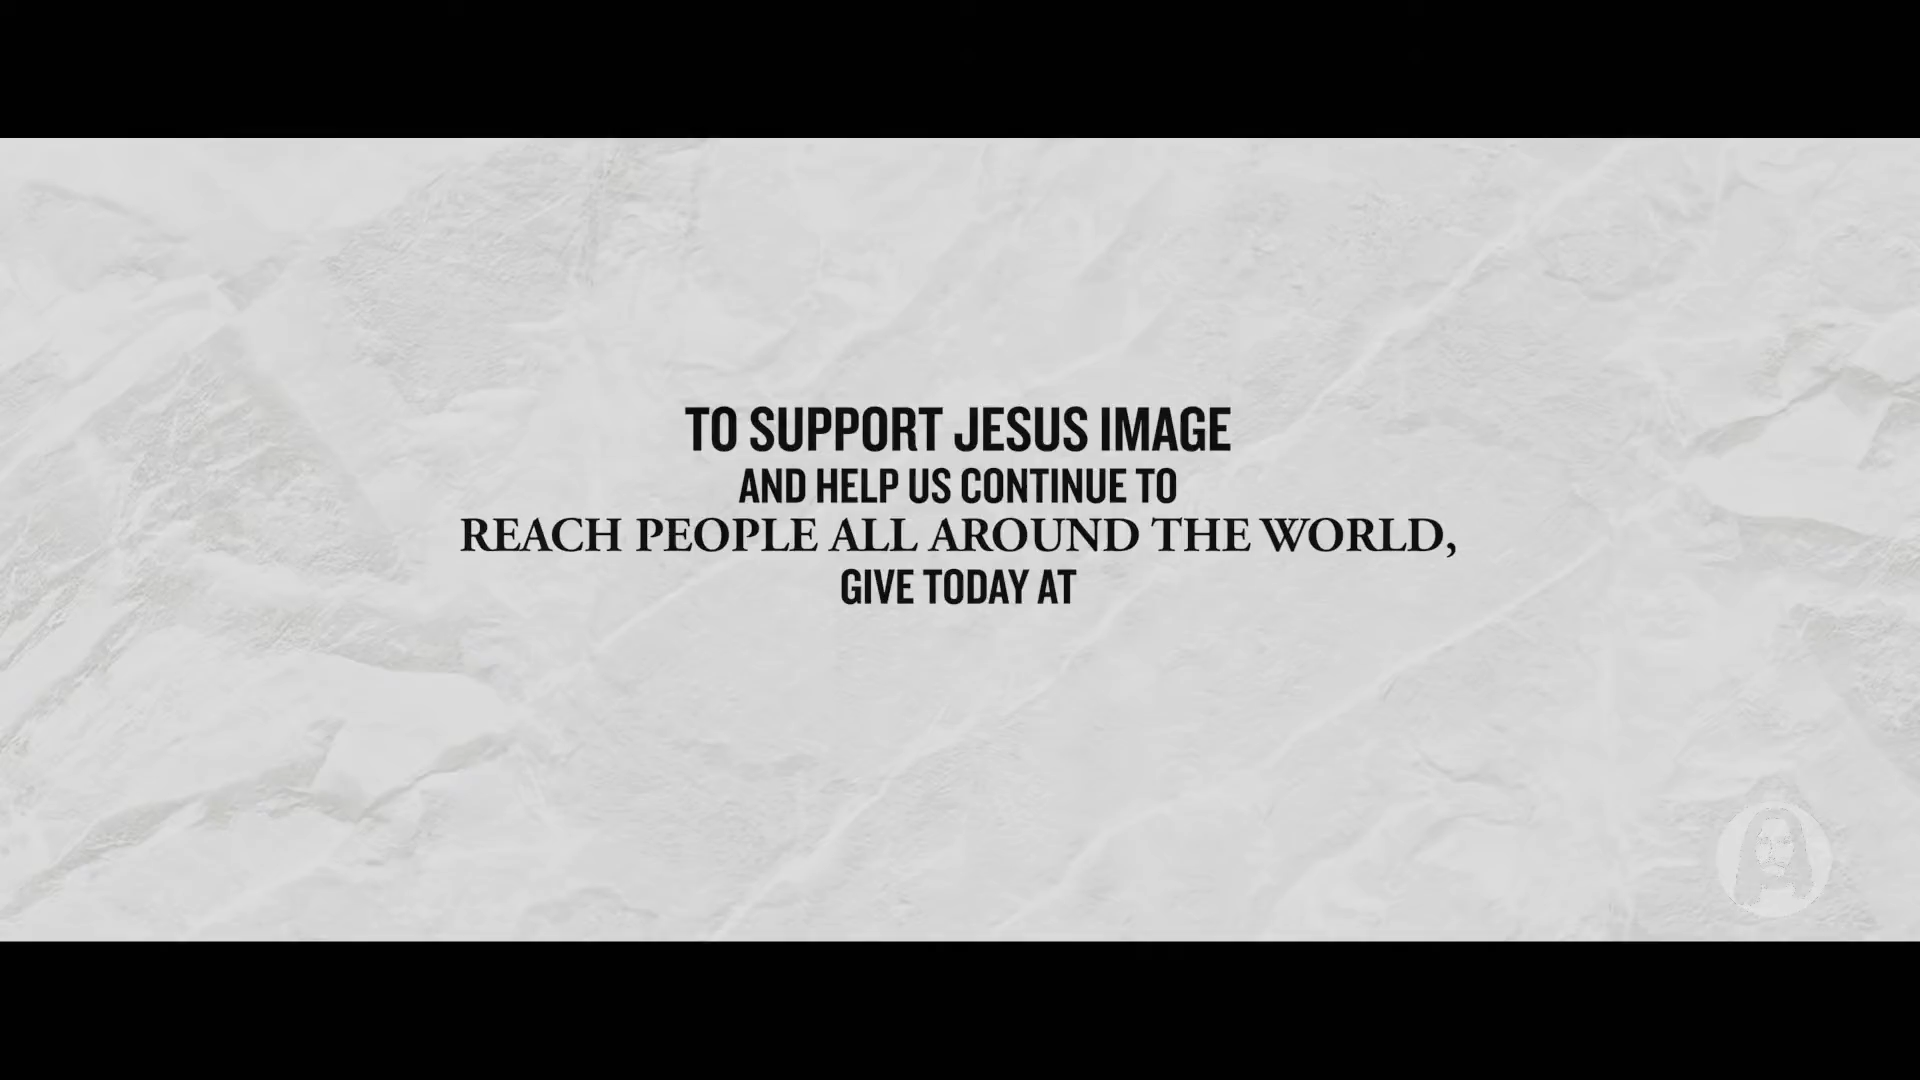 TO SUPPORT JESUS IMAGE
AND HELP US CONTINUE TO
REACH PEOPLE ALL AROUND THE WORLD,
GIVE TODAY AT